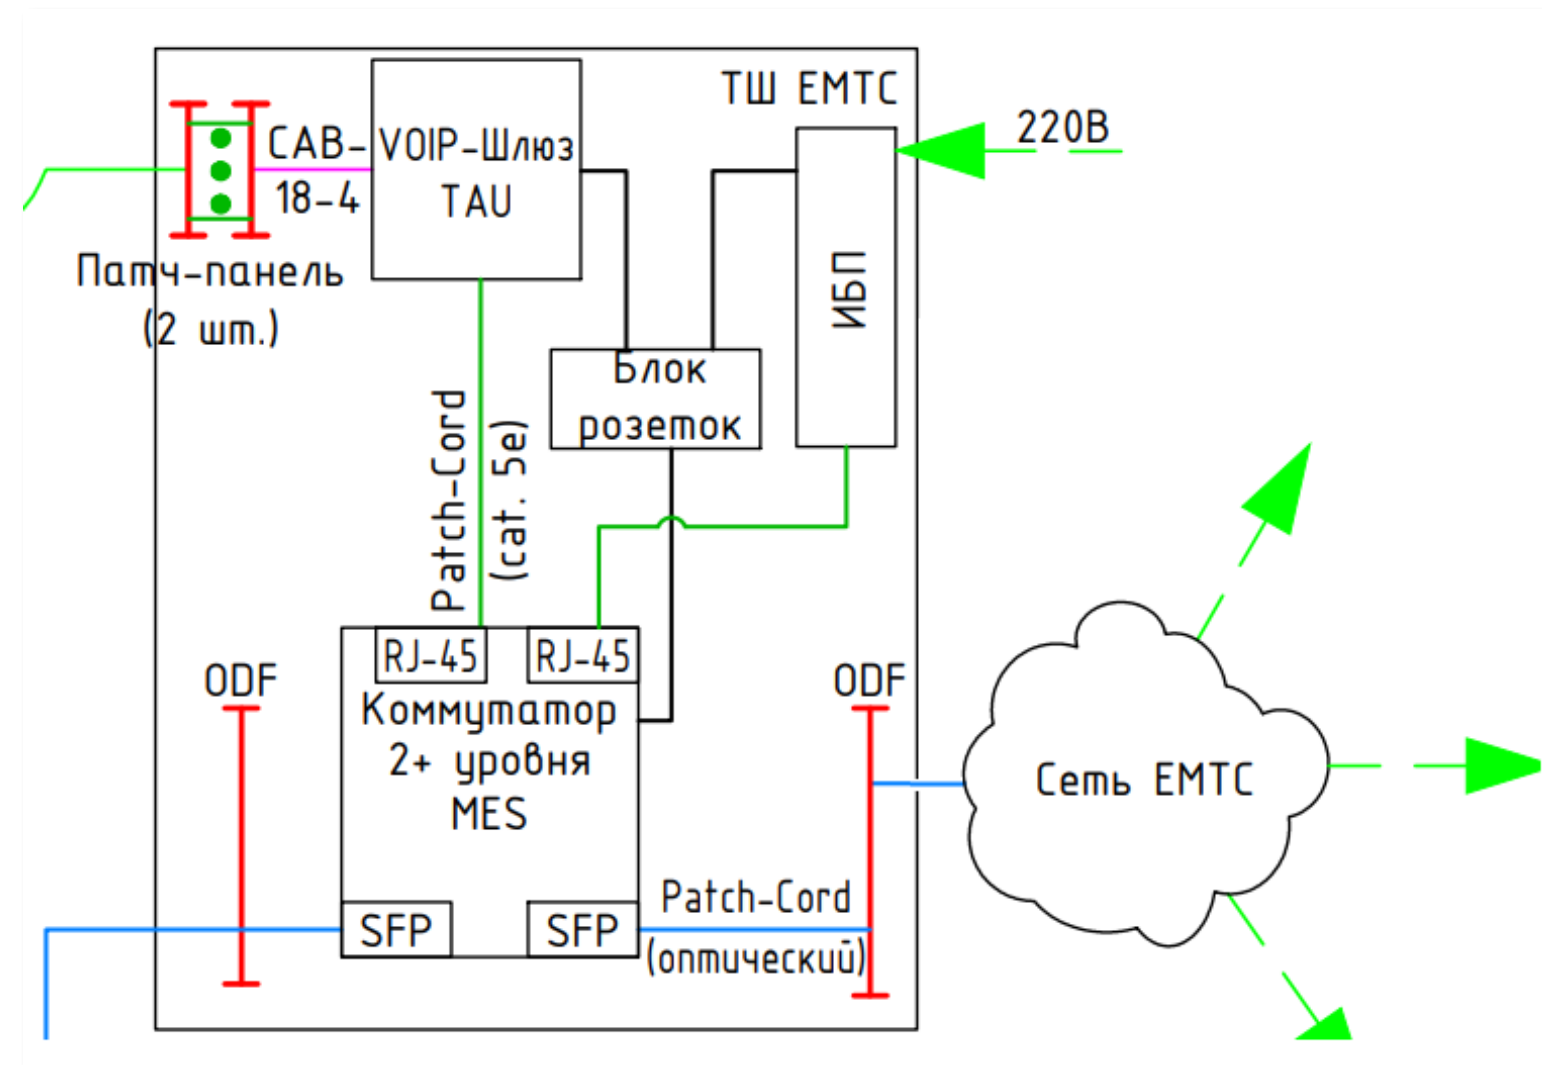 ТШ ЕМТС
220В
САВ-
18-4
VOIP-Шлюз
TAU
Патч-панель
(2 шт.)
ИБП
Блок
розеток
Patch-Cord
(cat. 5e)
RJ-45
RJ-45
Коммутатор
2+ уровня
MES
ODF
ODF
Сеть ЕМТС
SFP
SFP
Patch-Cord
(оптический)